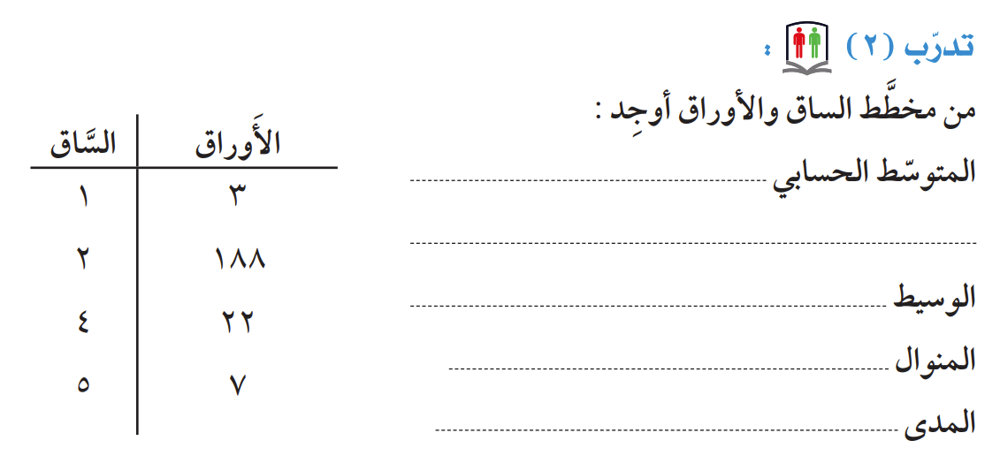 تدرّب (٢) :
من مخطَّط الساق والأوراق أوجِد :
المتوسّط الحسابي
الوسيط
المنوال
المدى
السَّاق الأَوراق
١ ٣
٢ ١٨٨
٤ ٢٢
٥ ٧